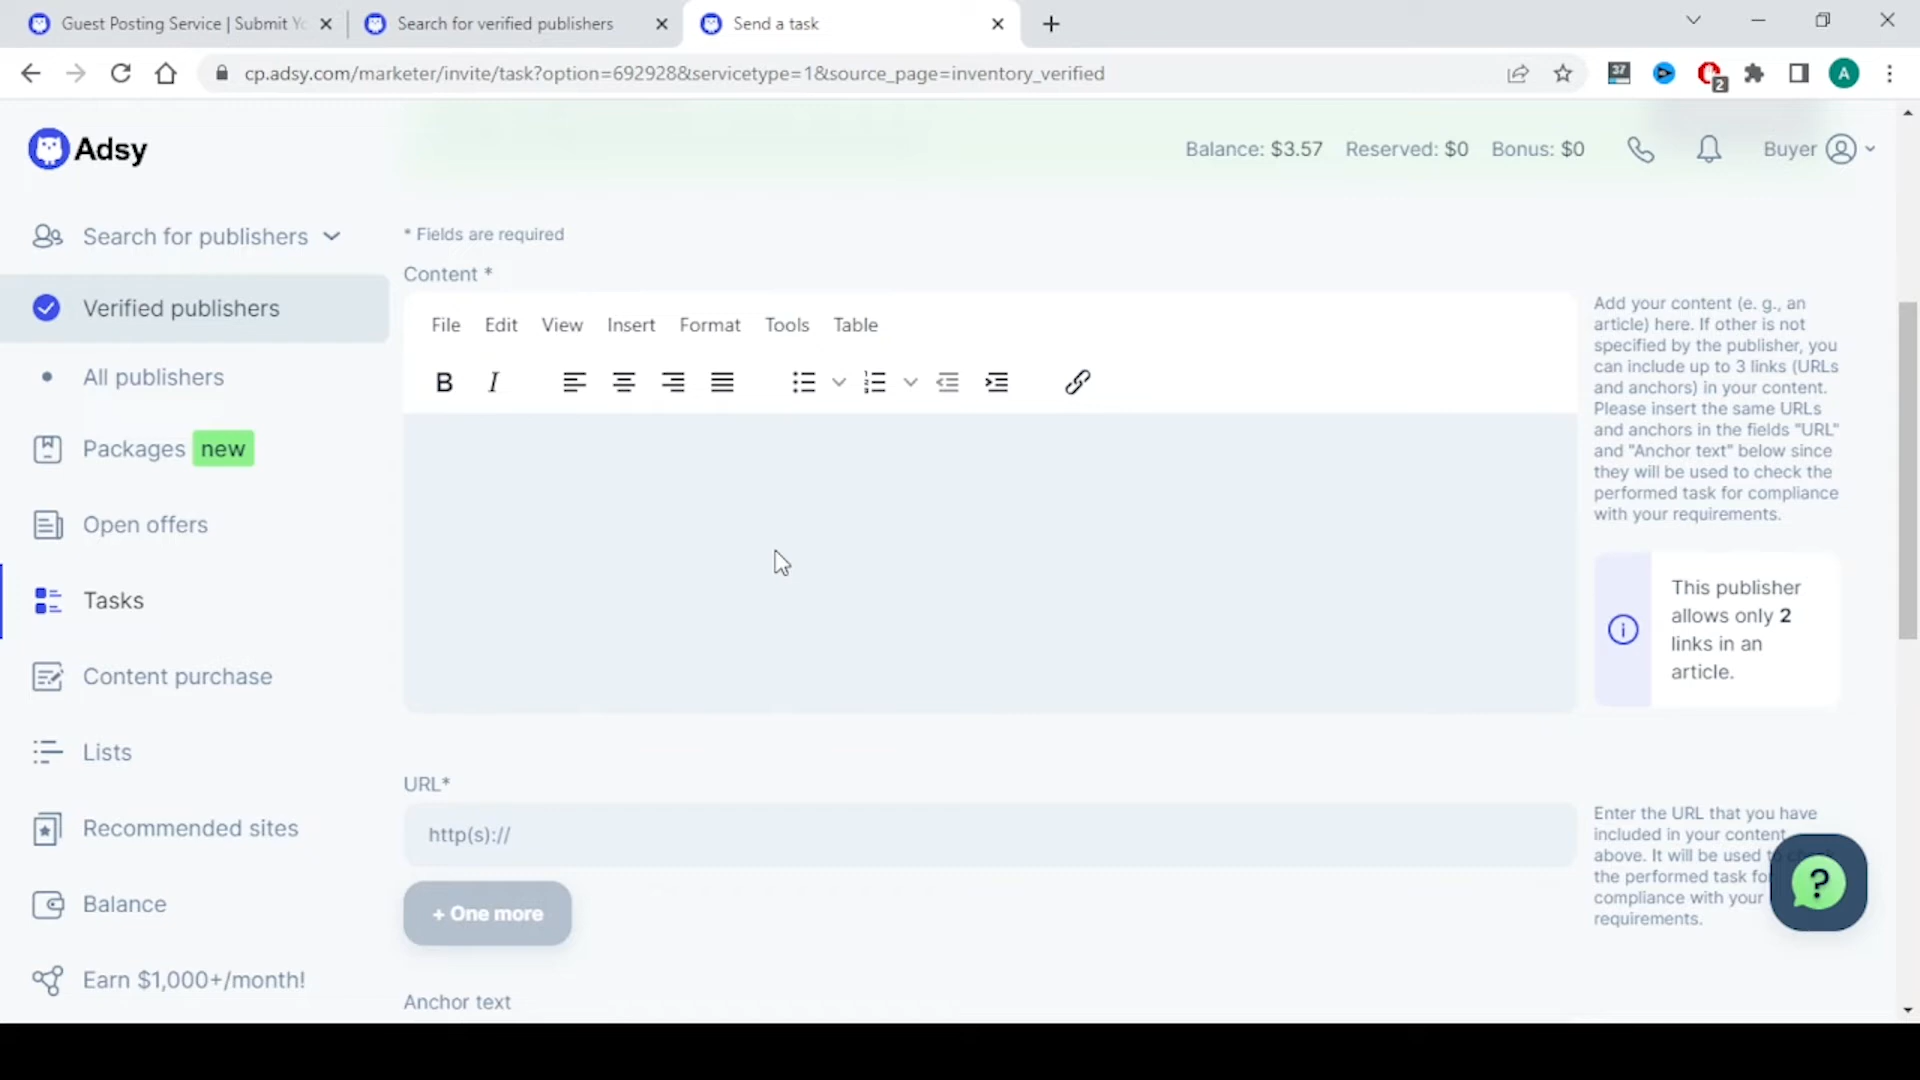 Guest Posting Service | Submit Yo
Search for verified publishers
Send a task
cp.adsy.com/marketer/invite/task?option=692928&servicetype=1&source_page=inventory_verified
37
2
A
Adsy
Balance: $3.57
Reserved: $0
Bonus: $0
Buyer
Search for publishers
Verified publishers
All publishers
Packages new
Open offers
Tasks
Content purchase
Lists
Recommended sites
Balance
Earn $1,000+/month!
* Fields are required
Content *
File Edit View Insert Format Tools Table
B I
URL*
http(s)://
+ One more
Anchor text
Add your content (e. g., an
article) here. If other is not
specified by the publisher, you
can include up to 3 links (URLs
and anchors) in your content.
Please insert the same URLs
and anchors in the fields "URL"
and "Anchor text" below since
they will be used to check the
performed task for compliance
with your requirements.
This publisher
allows only 2
links in an
article.
Enter the URL that you have
included in your content
above. It will be used to check
the performed task for
compliance with your
requirements.
?